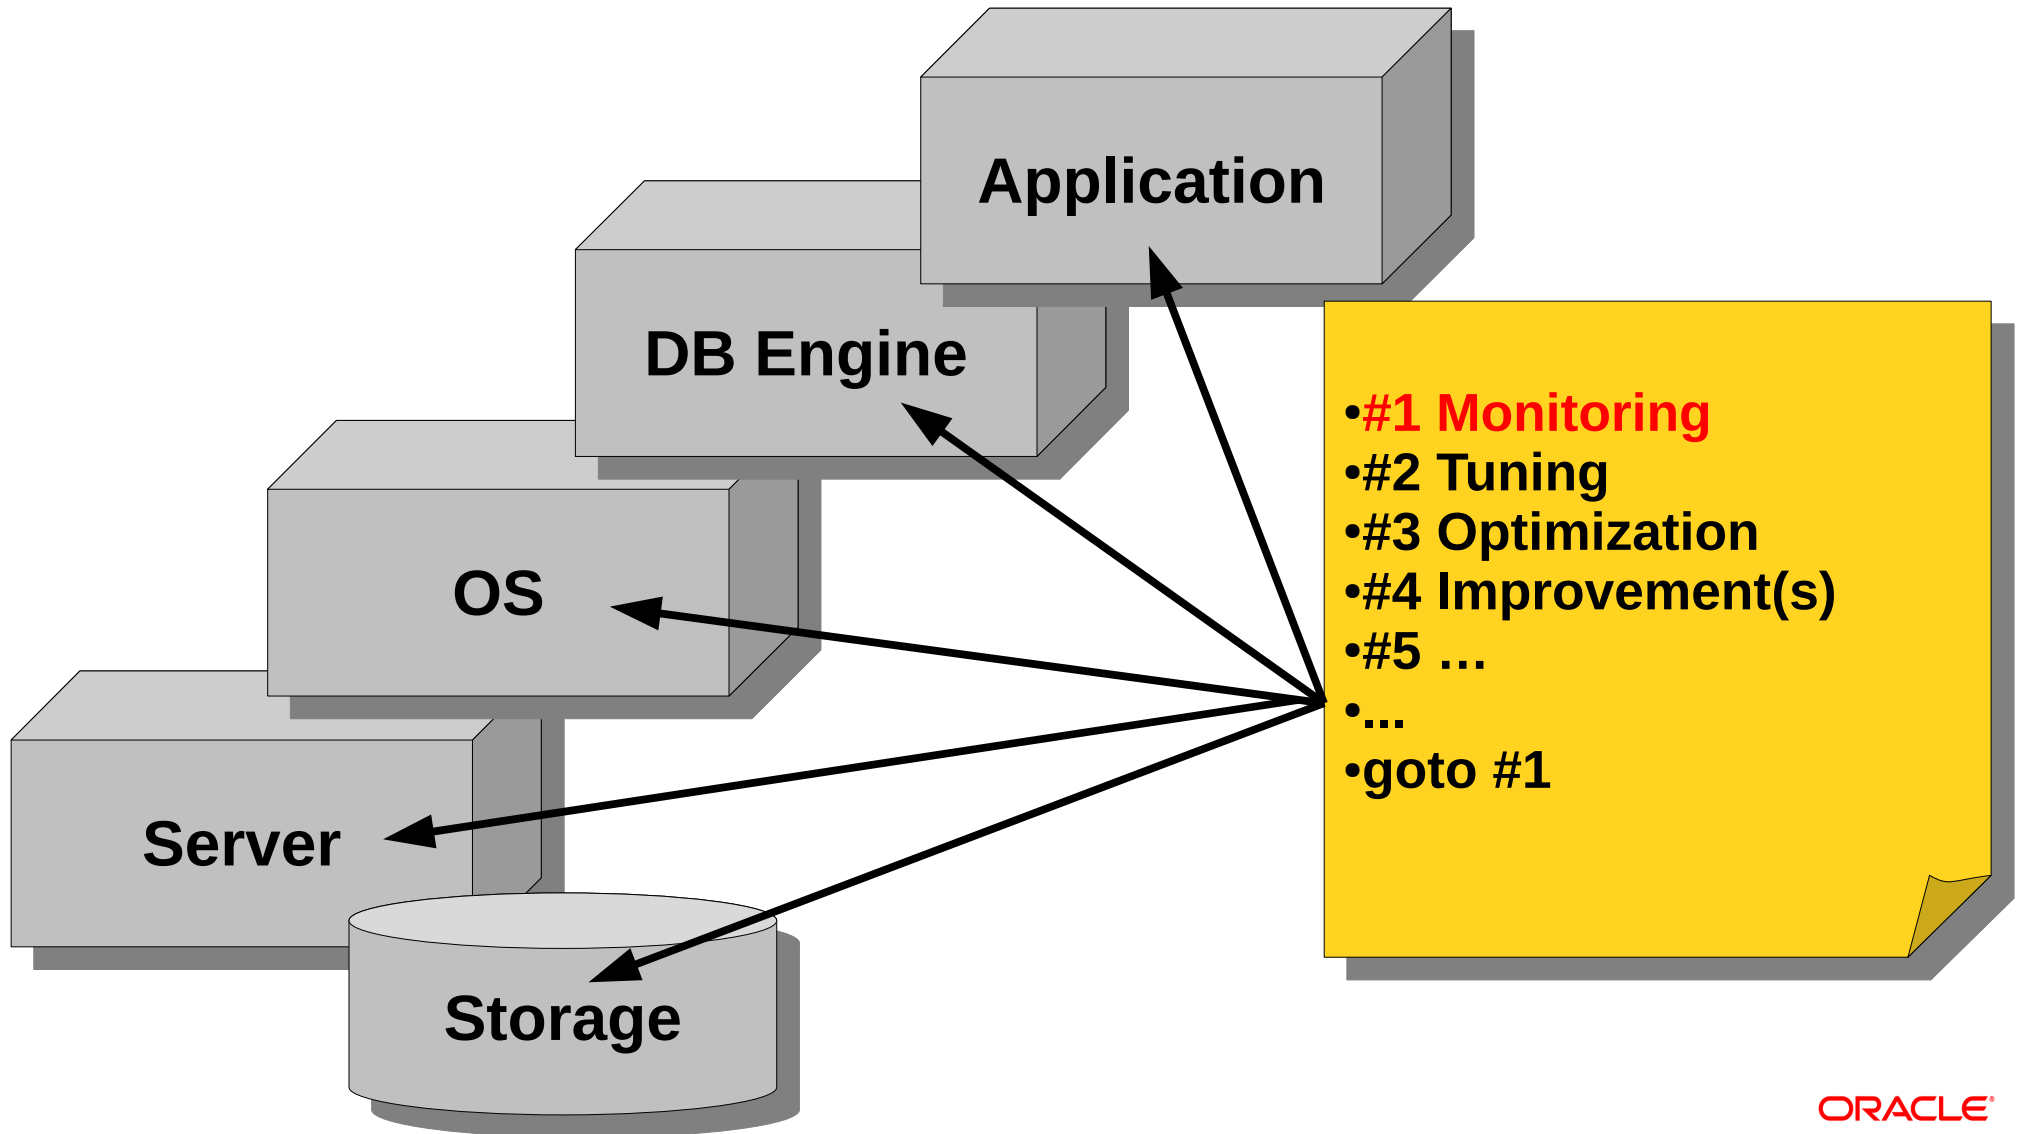 Application
DB Engine
OS
Server
Storage
•#1 Monitoring
•#2 Tuning
•#3 Optimization
•#4 Improvement(s)
•#5 …
•...
•goto #1
ORACLE®